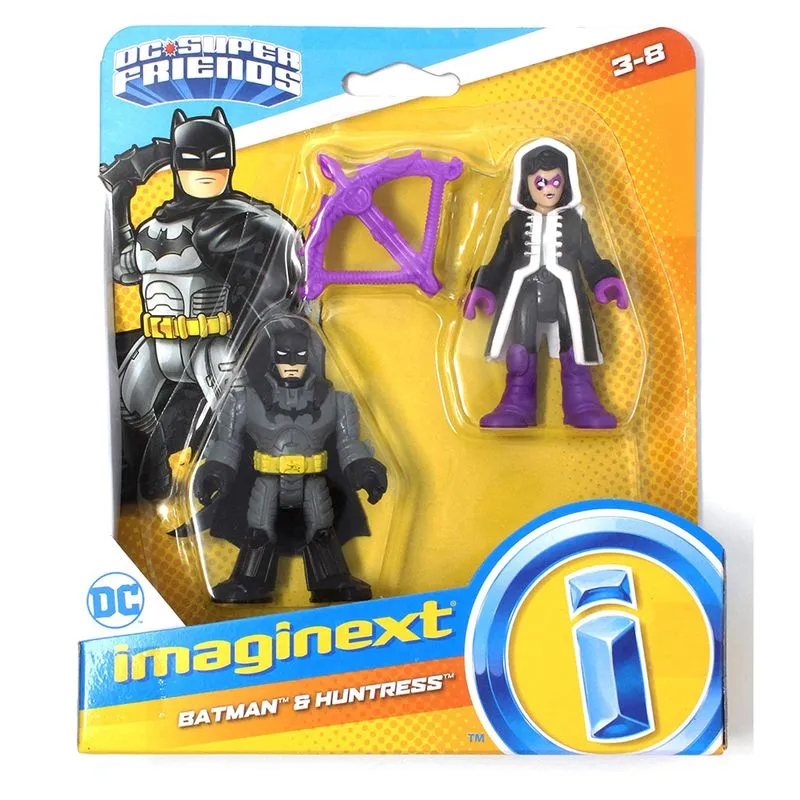 DC SUPER
FRIENDS
3-8
DC
imaginext®
BATMAN™ & HUNTRESS™
i
TM